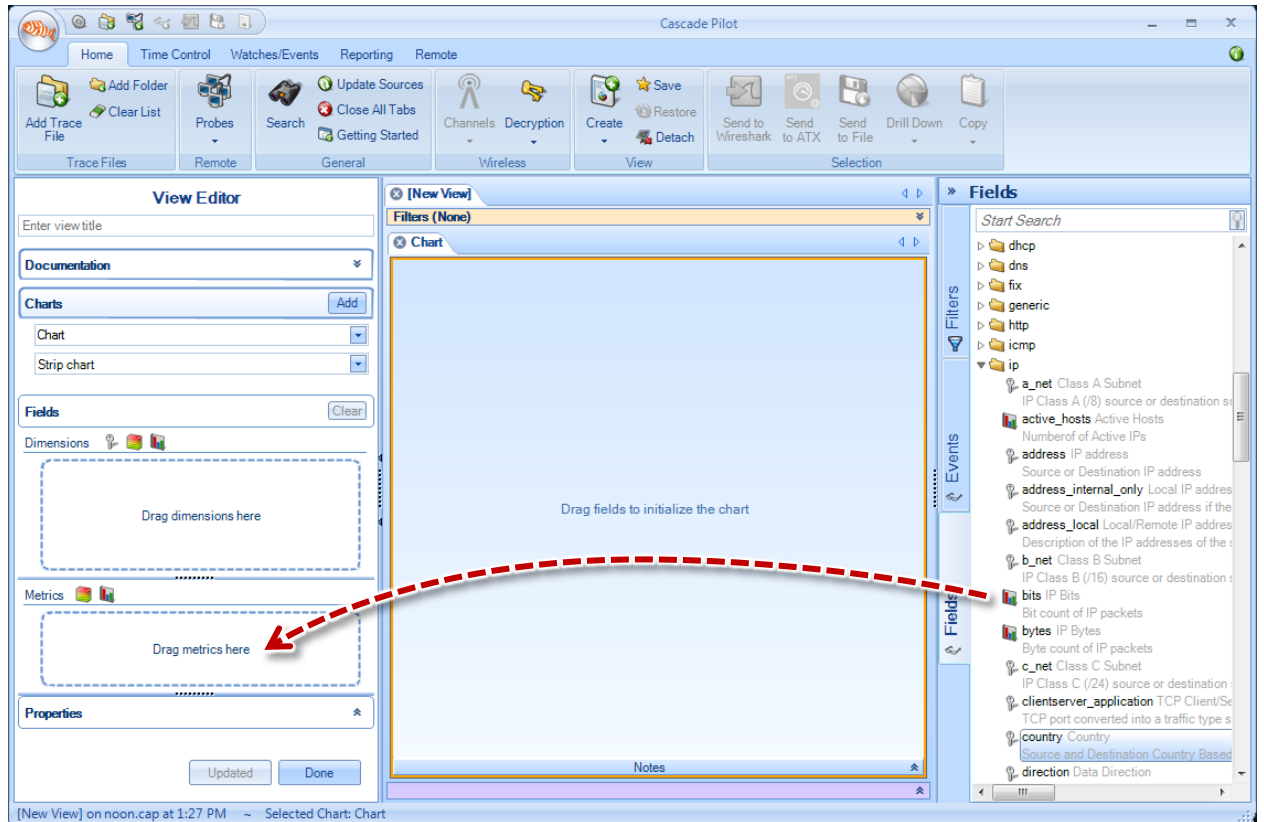 Cascade Pilot
Home Time Control Watches/Events Reporting Remote
Add Trace File
Add Folder
Clear List
Trace Files
Probes
Remote
Search
Update Sources
Close All Tabs
Getting Started
General
Channels
Decryption
Wireless
Create
Save
Restore
Detach
View
Send to Wireshark
Send to ATX
Send to File
Drill Down
Copy
Selection
View Editor
Enter view title
Documentation
Charts Add
Chart
Strip chart
Fields Clear
Dimensions
Drag dimensions here
Metrics
Drag metrics here
Properties
Updated Done
[New View]
Filters (None)
Chart
Drag fields to initialize the chart
Notes
Filters
Events
Fields
Fields
Start Search
dhcp
dns
fix
generic
http
icmp
ip
a_net Class A Subnet
IP Class A (/8) source or destination su
active_hosts Active Hosts
Numberof of Active IPs
address IP address
Source or Destination IP address
address_internal_only Local IP addres
Source or Destination IP address if the
address_local Local/Remote IP addres
Description of the IP addresses of the s
b_net Class B Subnet
IP Class B (/16) source or destination s
bits IP Bits
Bit count of IP packets
bytes IP Bytes
Byte count of IP packets
c_net Class C Subnet
IP Class C (/24) source or destination
clientserver_application TCP Client/Se
TCP port converted into a traffic type s
country Country
Source and Destination Country Based
direction Data Direction
[New View] on noon.cap at 1:27 PM ~ Selected Chart: Chart